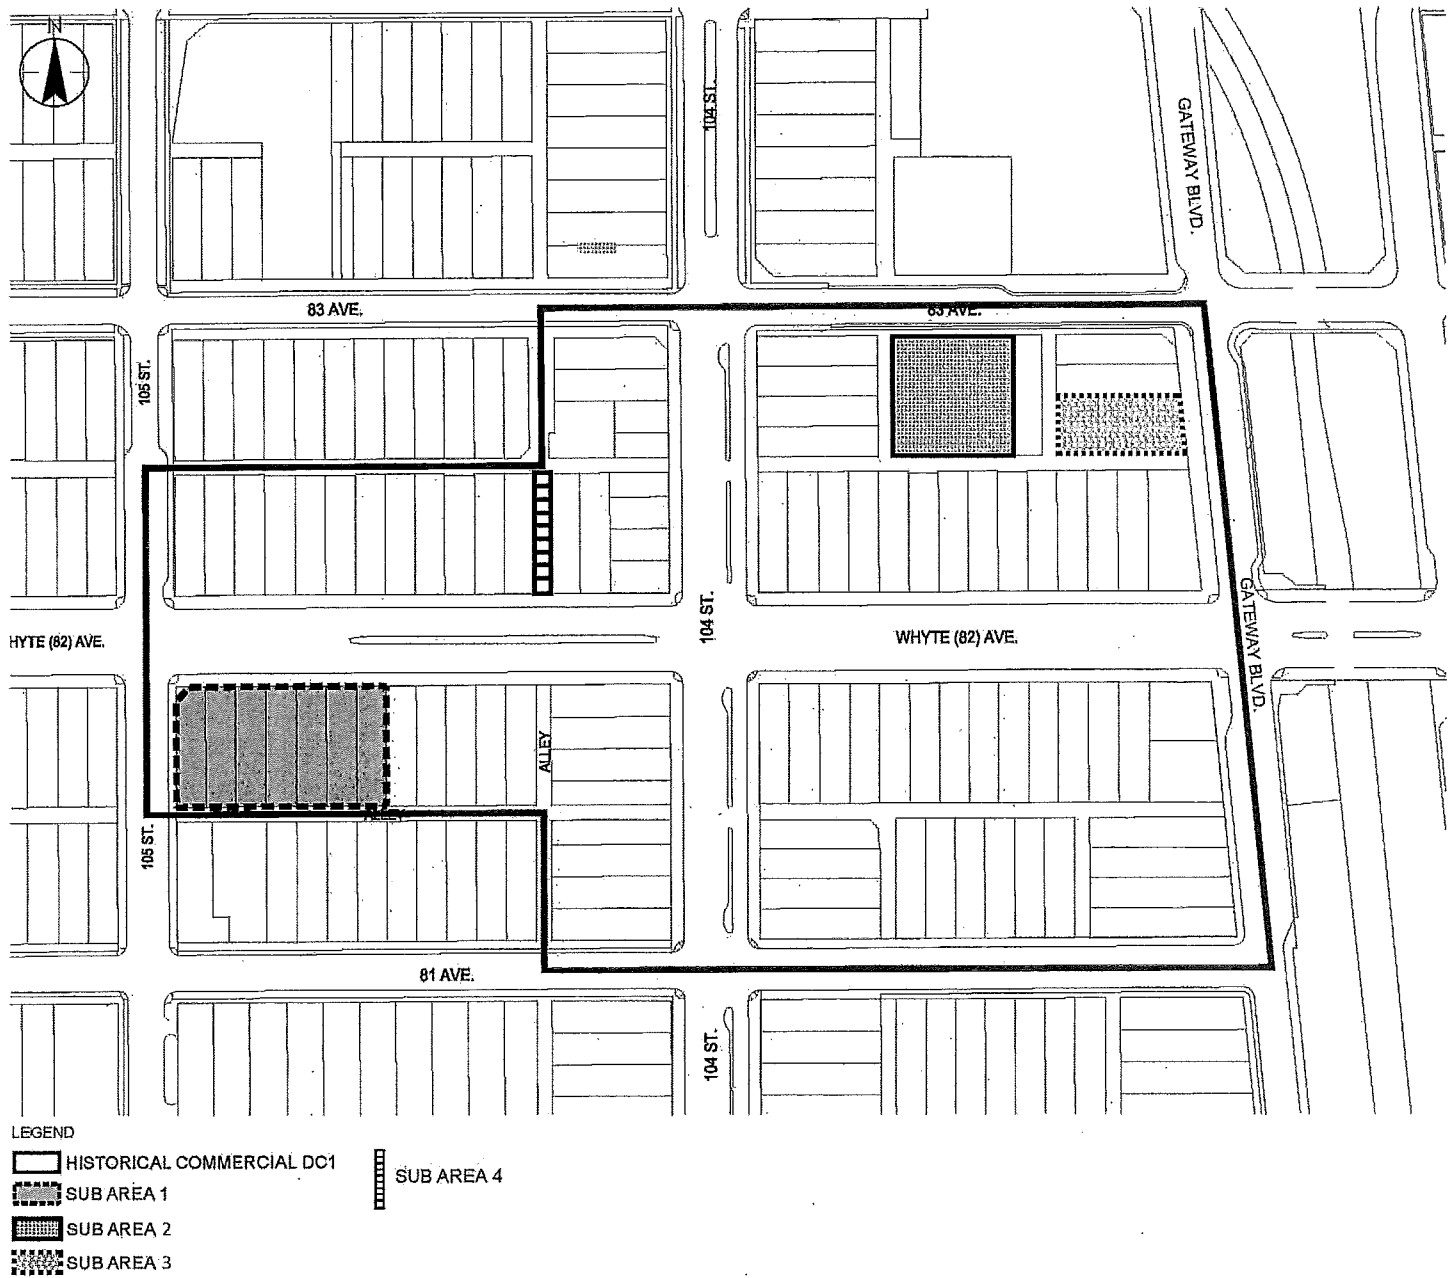 N
104 ST.
GATEWAY BLVD.
83 AVE.
83 AVE.
105 ST.
104 ST.
GATEWAY BLVD.
HYTE (82) AVE.
WHYTE (82) AVE.
ALLEY
ALLEY
105 ST.
81 AVE.
104 ST.
LEGEND
HISTORICAL COMMERCIAL DC1
SUB AREA 4
SUB AREA 1
SUB AREA 2
SUB AREA 3